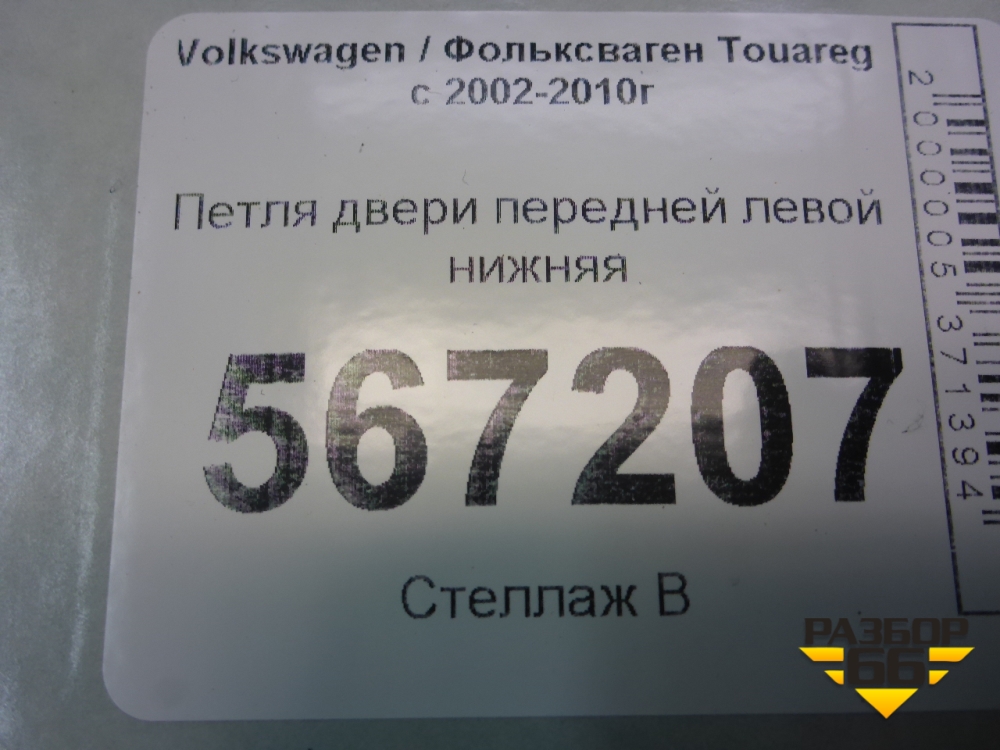 Volkswagen / Фольксваген Touareg
с 2002-2010г
Петля двери передней левой
нижняя
567207
Стеллаж В
2000005371394
РАЗБОР
66